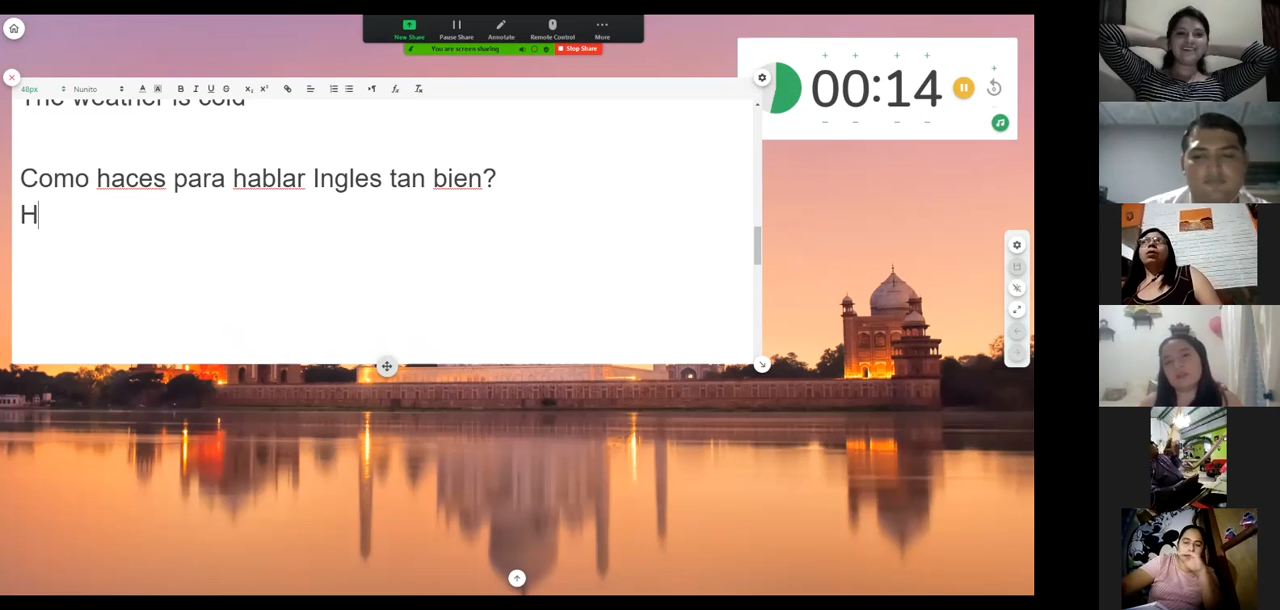 New Share Pause Share Annotate Remote Control More
You are screen sharing Stop Share
00:14
48px Nunito
The weather is cold
Como haces para hablar Ingles tan bien?
H